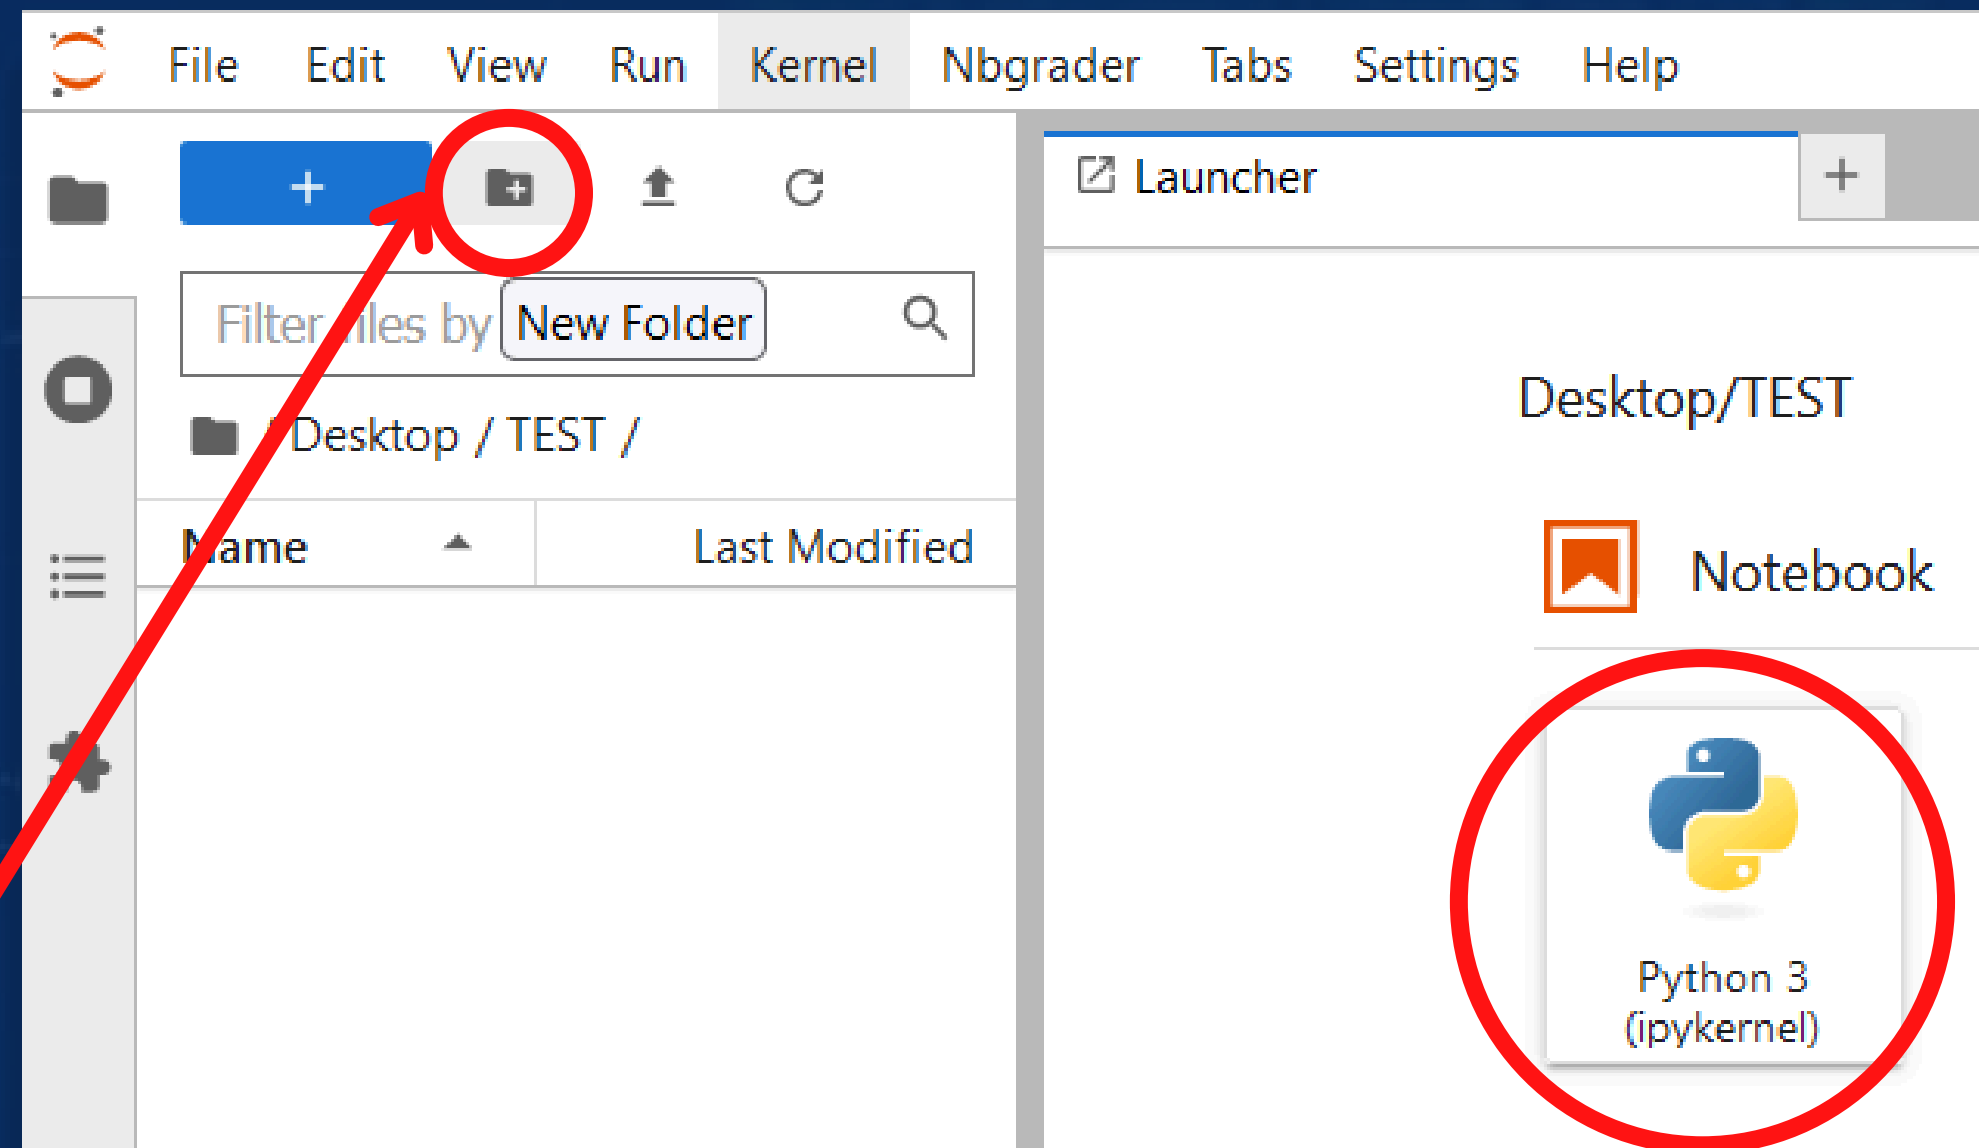 File Edit View Run Kernel Nbgrader Tabs Settings Help
Launcher
Filter files by
New Folder
/ Desktop / TEST /
Name Last Modified
Desktop/TEST
Notebook
Python 3
(ipykernel)